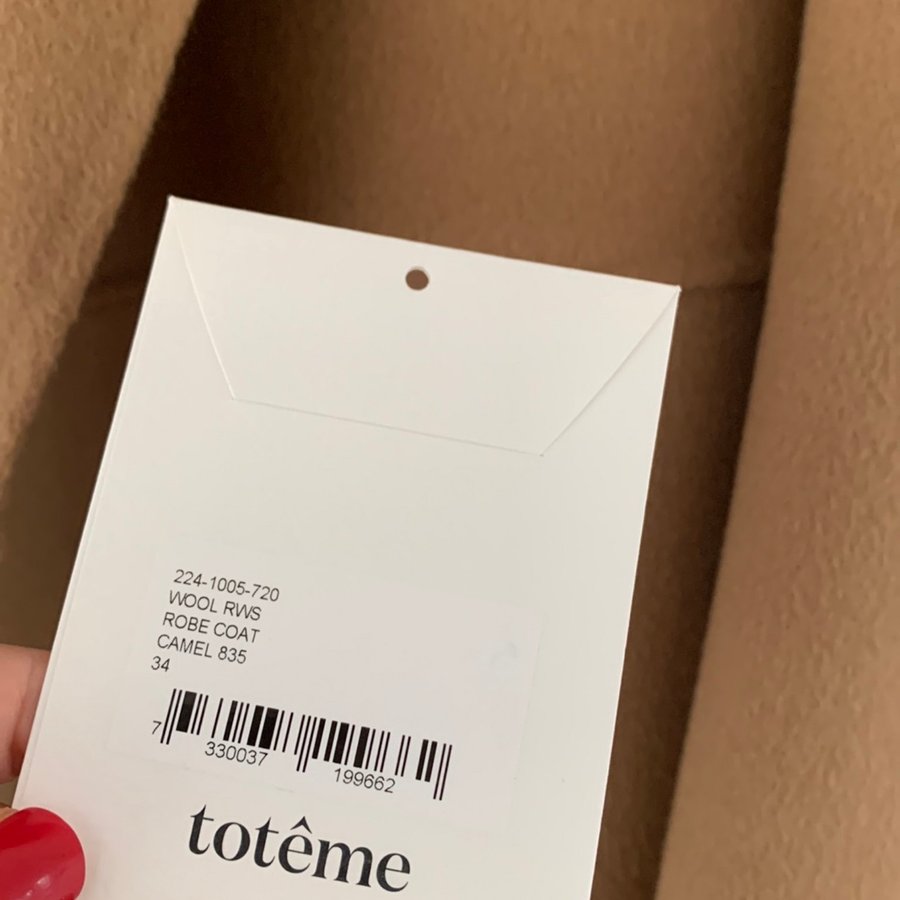 224-1005-720
WOOL RWS
ROBE COAT
CAMEL 835
34
7 330037 199662
totême